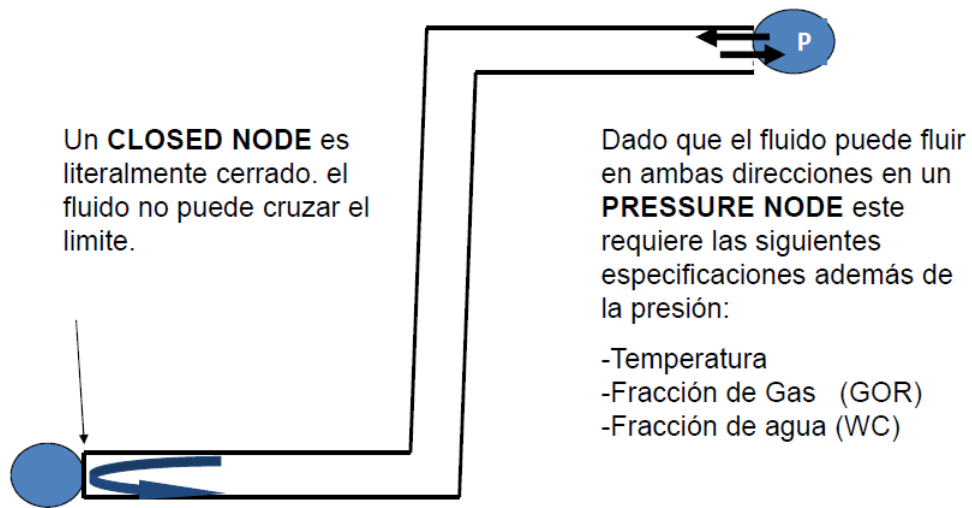 P
Un CLOSED NODE es
literalmente cerrado. el
fluido no puede cruzar el
limite.
Dado que el fluido puede fluir
en ambas direcciones en un
PRESSURE NODE este
requiere las siguientes
especificaciones además de
la presión:
-Temperatura
-Fracción de Gas (GOR)
-Fracción de agua (WC)